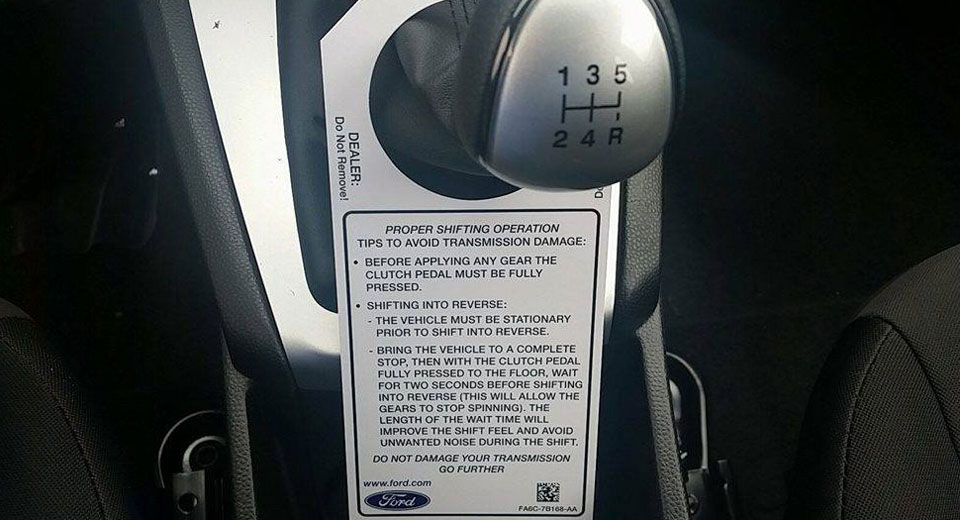 1 3 5
2 4 R
DEALER:
Do Not Remove!
PROPER SHIFTING OPERATION
TIPS TO AVOID TRANSMISSION DAMAGE:
• BEFORE APPLYING ANY GEAR THE
CLUTCH PEDAL MUST BE FULLY
PRESSED.
• SHIFTING INTO REVERSE:
- THE VEHICLE MUST BE STATIONARY
PRIOR TO SHIFT INTO REVERSE.
- BRING THE VEHICLE TO A COMPLETE
STOP, THEN WITH THE CLUTCH PEDAL
FULLY PRESSED TO THE FLOOR, WAIT
FOR TWO SECONDS BEFORE SHIFTING
INTO REVERSE (THIS WILL ALLOW THE
GEARS TO STOP SPINNING). THE
LENGTH OF THE WAIT TIME WILL
IMPROVE THE SHIFT FEEL AND AVOID
UNWANTED NOISE DURING THE SHIFT.
DO NOT DAMAGE YOUR TRANSMISSION
GO FURTHER
www.ford.com
Ford
FA6C-7B168-AA